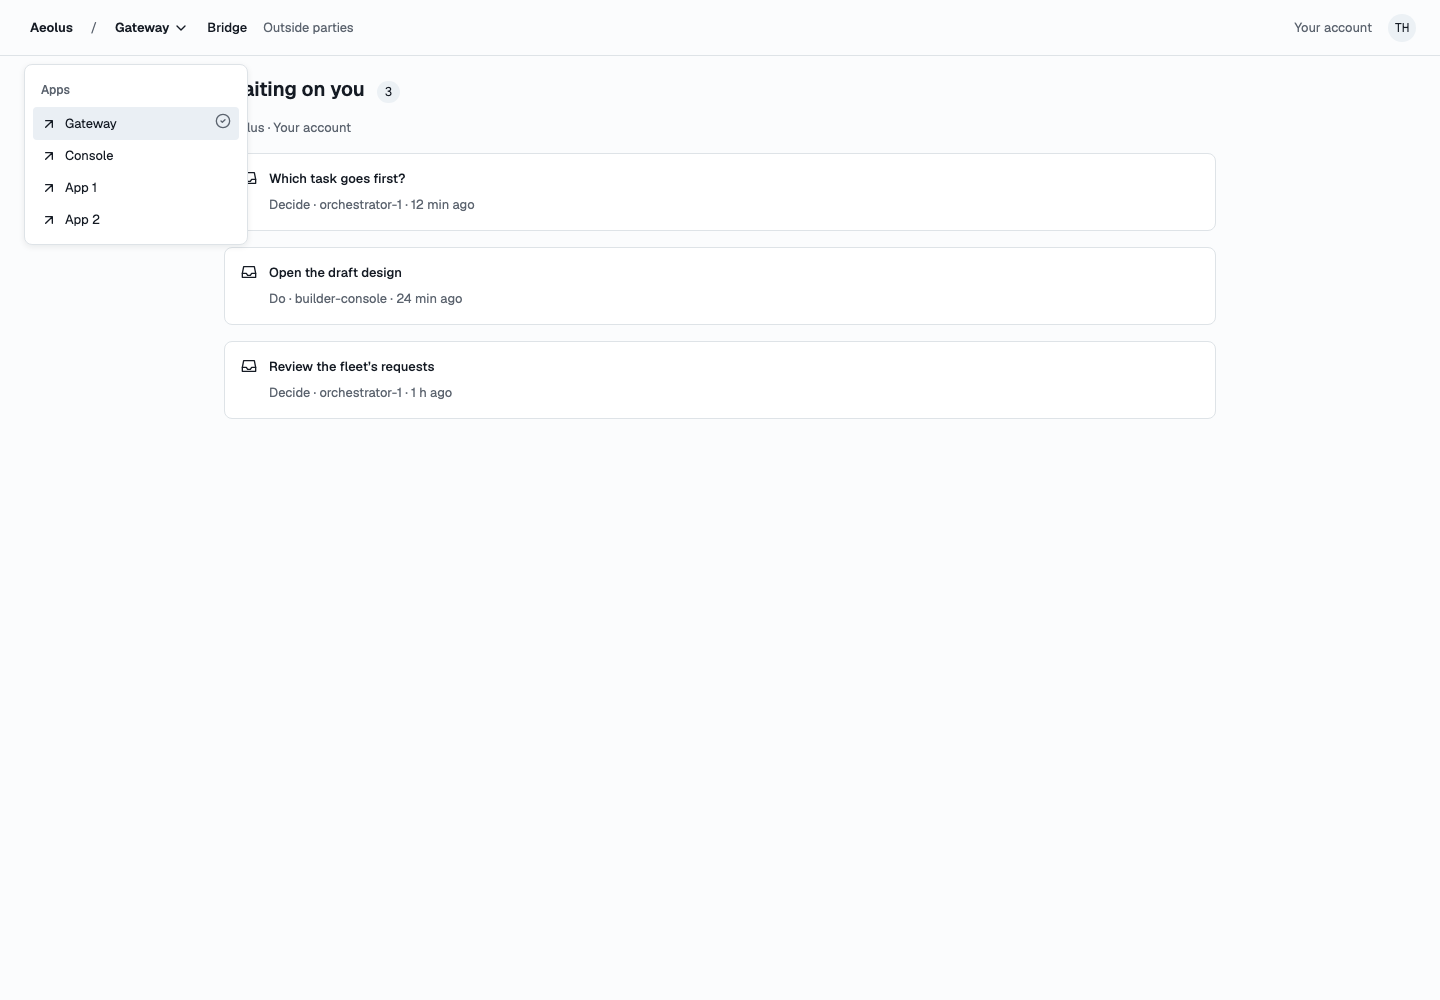 Aeolus / Gateway Bridge Outside parties Your account TH
Apps
Gateway
Console
App 1
App 2
aiting on you 3
lus · Your account
Which task goes first?
Decide · orchestrator-1 · 12 min ago
Open the draft design
Do · builder-console · 24 min ago
Review the fleet's requests
Decide · orchestrator-1 · 1 h ago